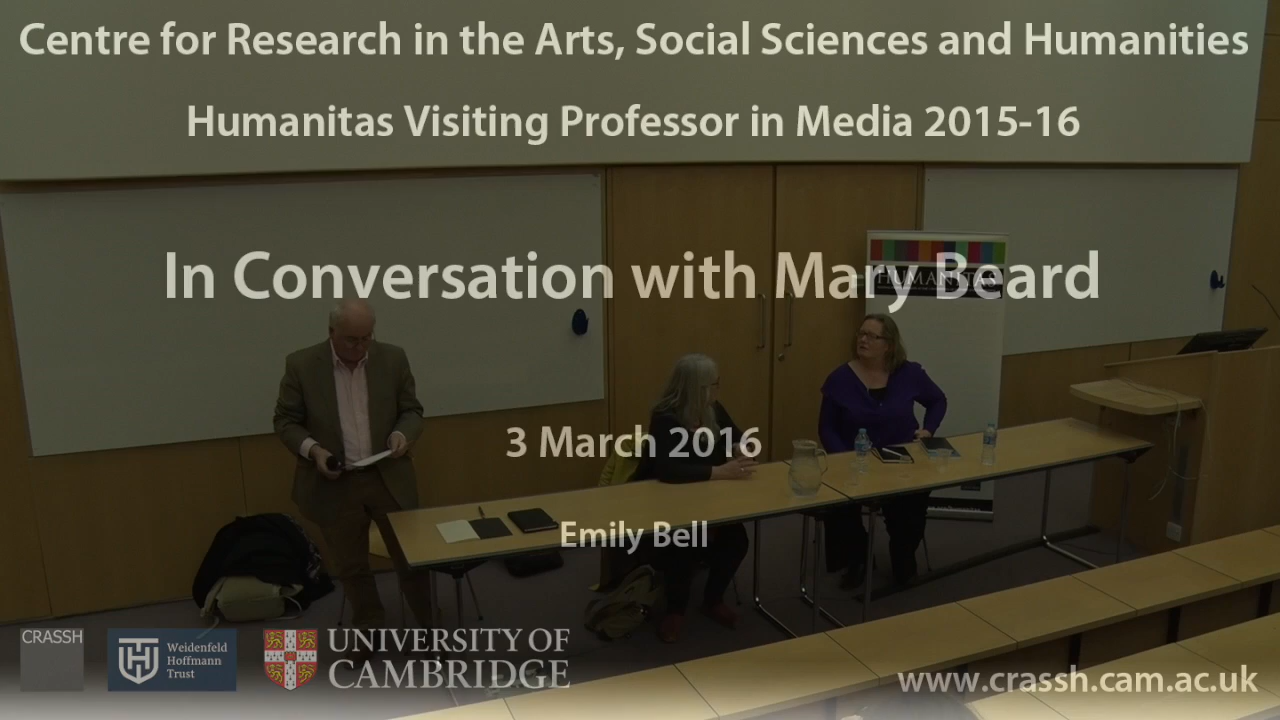 Centre for Research in the Arts, Social Sciences and Humanities
Humanitas Visiting Professor in Media 2015-16
In Conversation with Mary Beard
HUMANITAS
3 March 2016
Emily Bell
CRASSH
Weidenfeld
Hoffmann
Trust
UNIVERSITY OF
CAMBRIDGE
www.crassh.cam.ac.uk